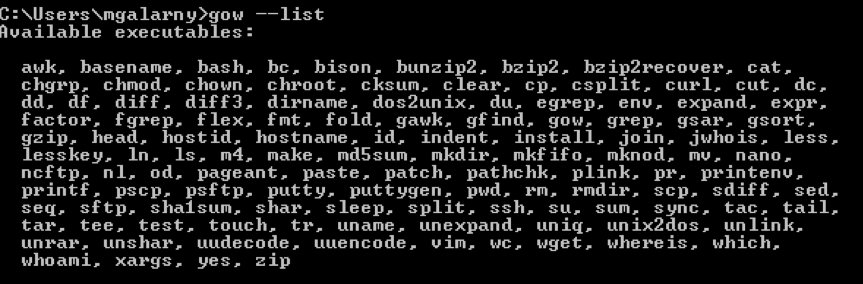 C:\Users\mgalarny>gow --list
Available executables:
awk, basename, bash, bc, bison, bunzip2, bzip2, bzip2recover, cat,
chgrp, chmod, chown, chroot, cksum, clear, cp, csplit, curl, cut, dc,
dd, df, diff, diff3, dirname, dos2unix, du, egrep, env, expand, expr,
factor, fgrep, flex, fmt, fold, gawk, gfind, gow, grep, gsar, gsort,
gzip, head, hostid, hostname, id, indent, install, join, jwhois, less,
lesskey, ln, ls, m4, make, md5sum, mkdir, mkfifo, mknod, mv, nano,
ncftp, nl, od, pageant, paste, patch, pathchk, plink, pr, printenv,
printf, pscp, psftp, putty, puttygen, pwd, rm, rmdir, scp, sdiff, sed,
seq, sftp, sha1sum, shar, sleep, split, ssh, su, sum, sync, tac, tail,
tar, tee, test, touch, tr, uname, unexpand, uniq, unix2dos, unlink,
unrar, unshar, uudecode, uuencode, vim, wc, wget, whereis, which,
whoami, xargs, yes, zip